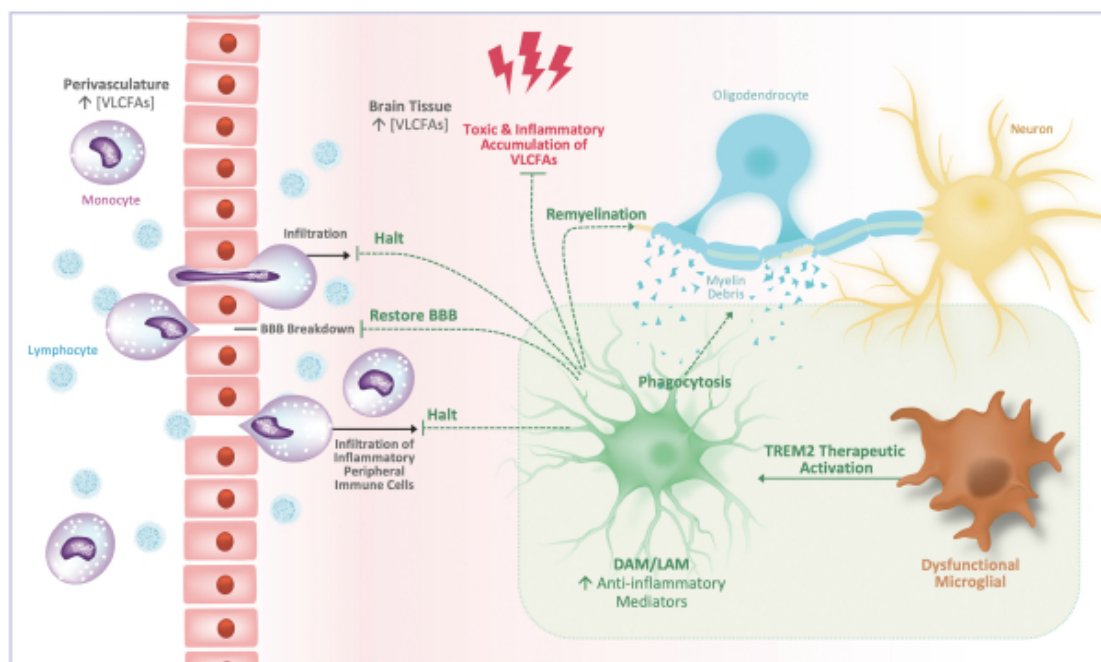 Perivasculature
↑ [VLCFAs]
Monocyte
Lymphocyte
Brain Tissue
↑ [VLCFAs]
Toxic & Inflammatory
Accumulation of
VLCFAs
Oligodendrocyte
Neuron
Infiltration
Halt
Remyelination
Myelin
Debris
BBB Breakdown
Restore BBB
Phagocytosis
Halt
Infiltration of
Inflammatory
Peripheral
Immune Cells
TREM2 Therapeutic
Activation
DAM/LAM
↑ Anti-inflammatory
Mediators
Dysfunctional
Microglial